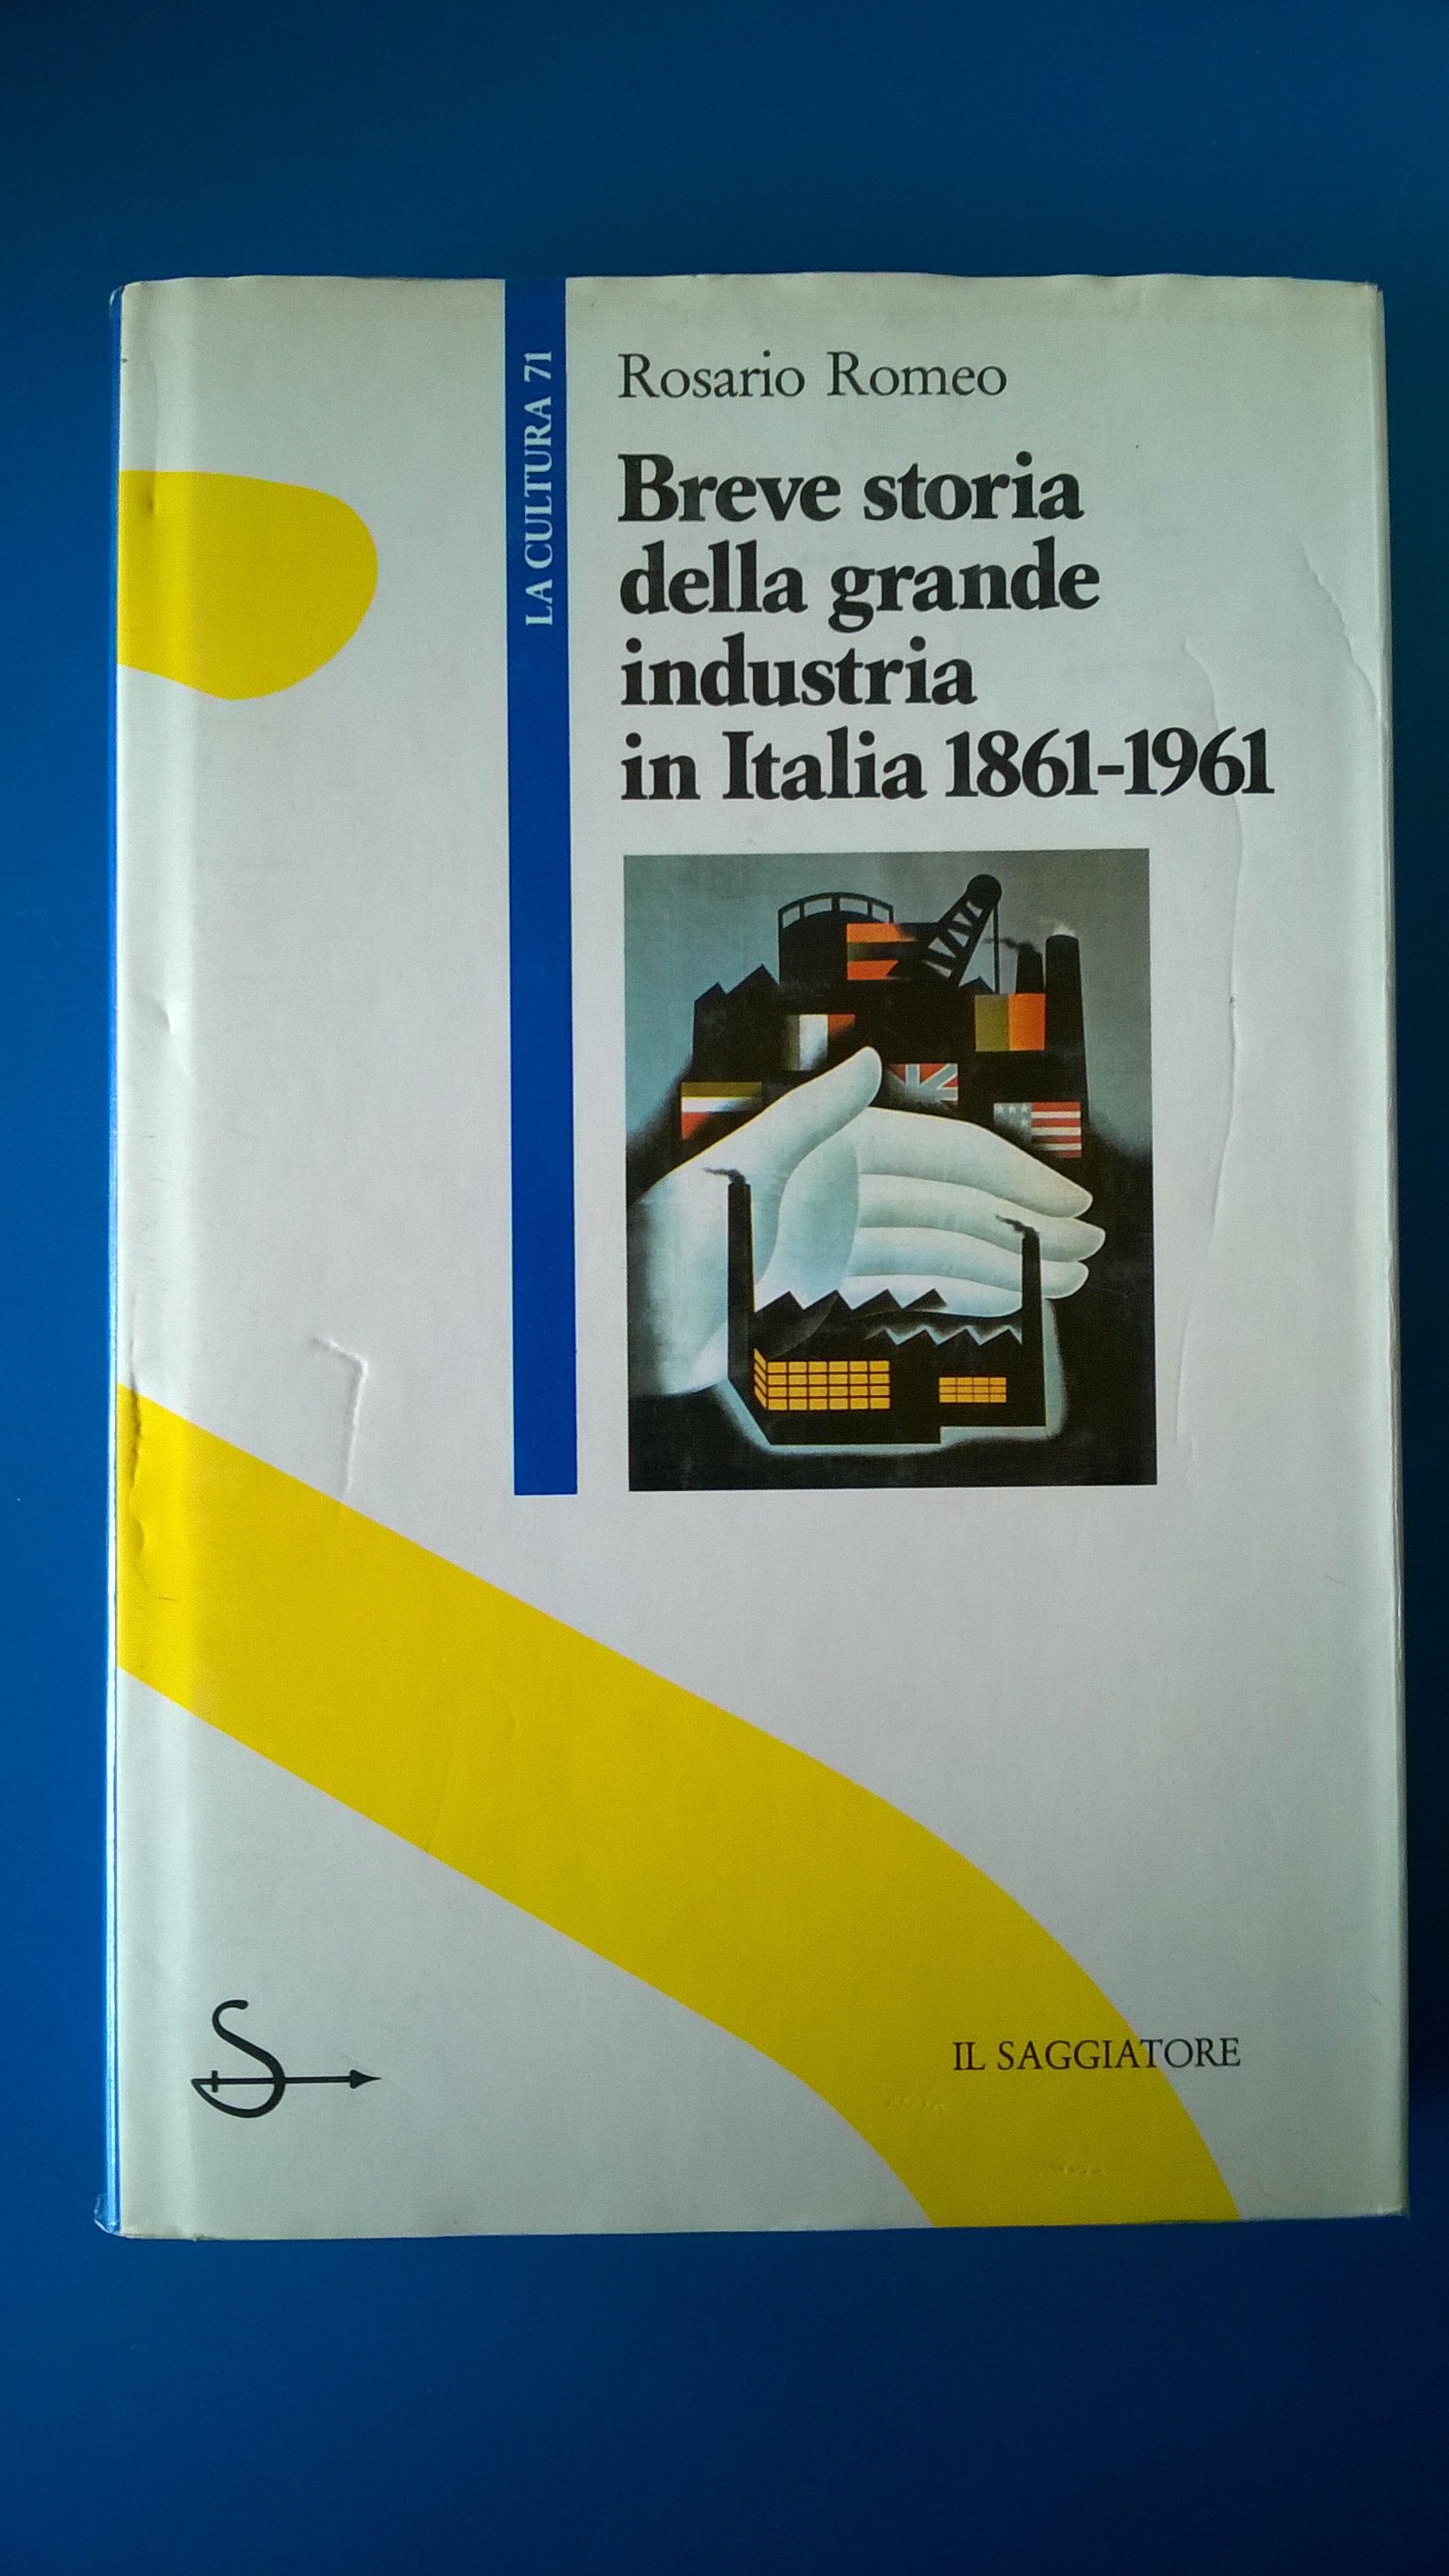 Rosario Romeo
Breve storia
della grande
industria
in Italia 1861-1961
LA CULTURA 71
IL SAGGIATORE